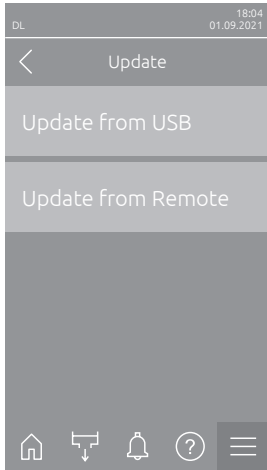 18:04
DL 01.09.2021
Update
Update from USB
Update from Remote
?